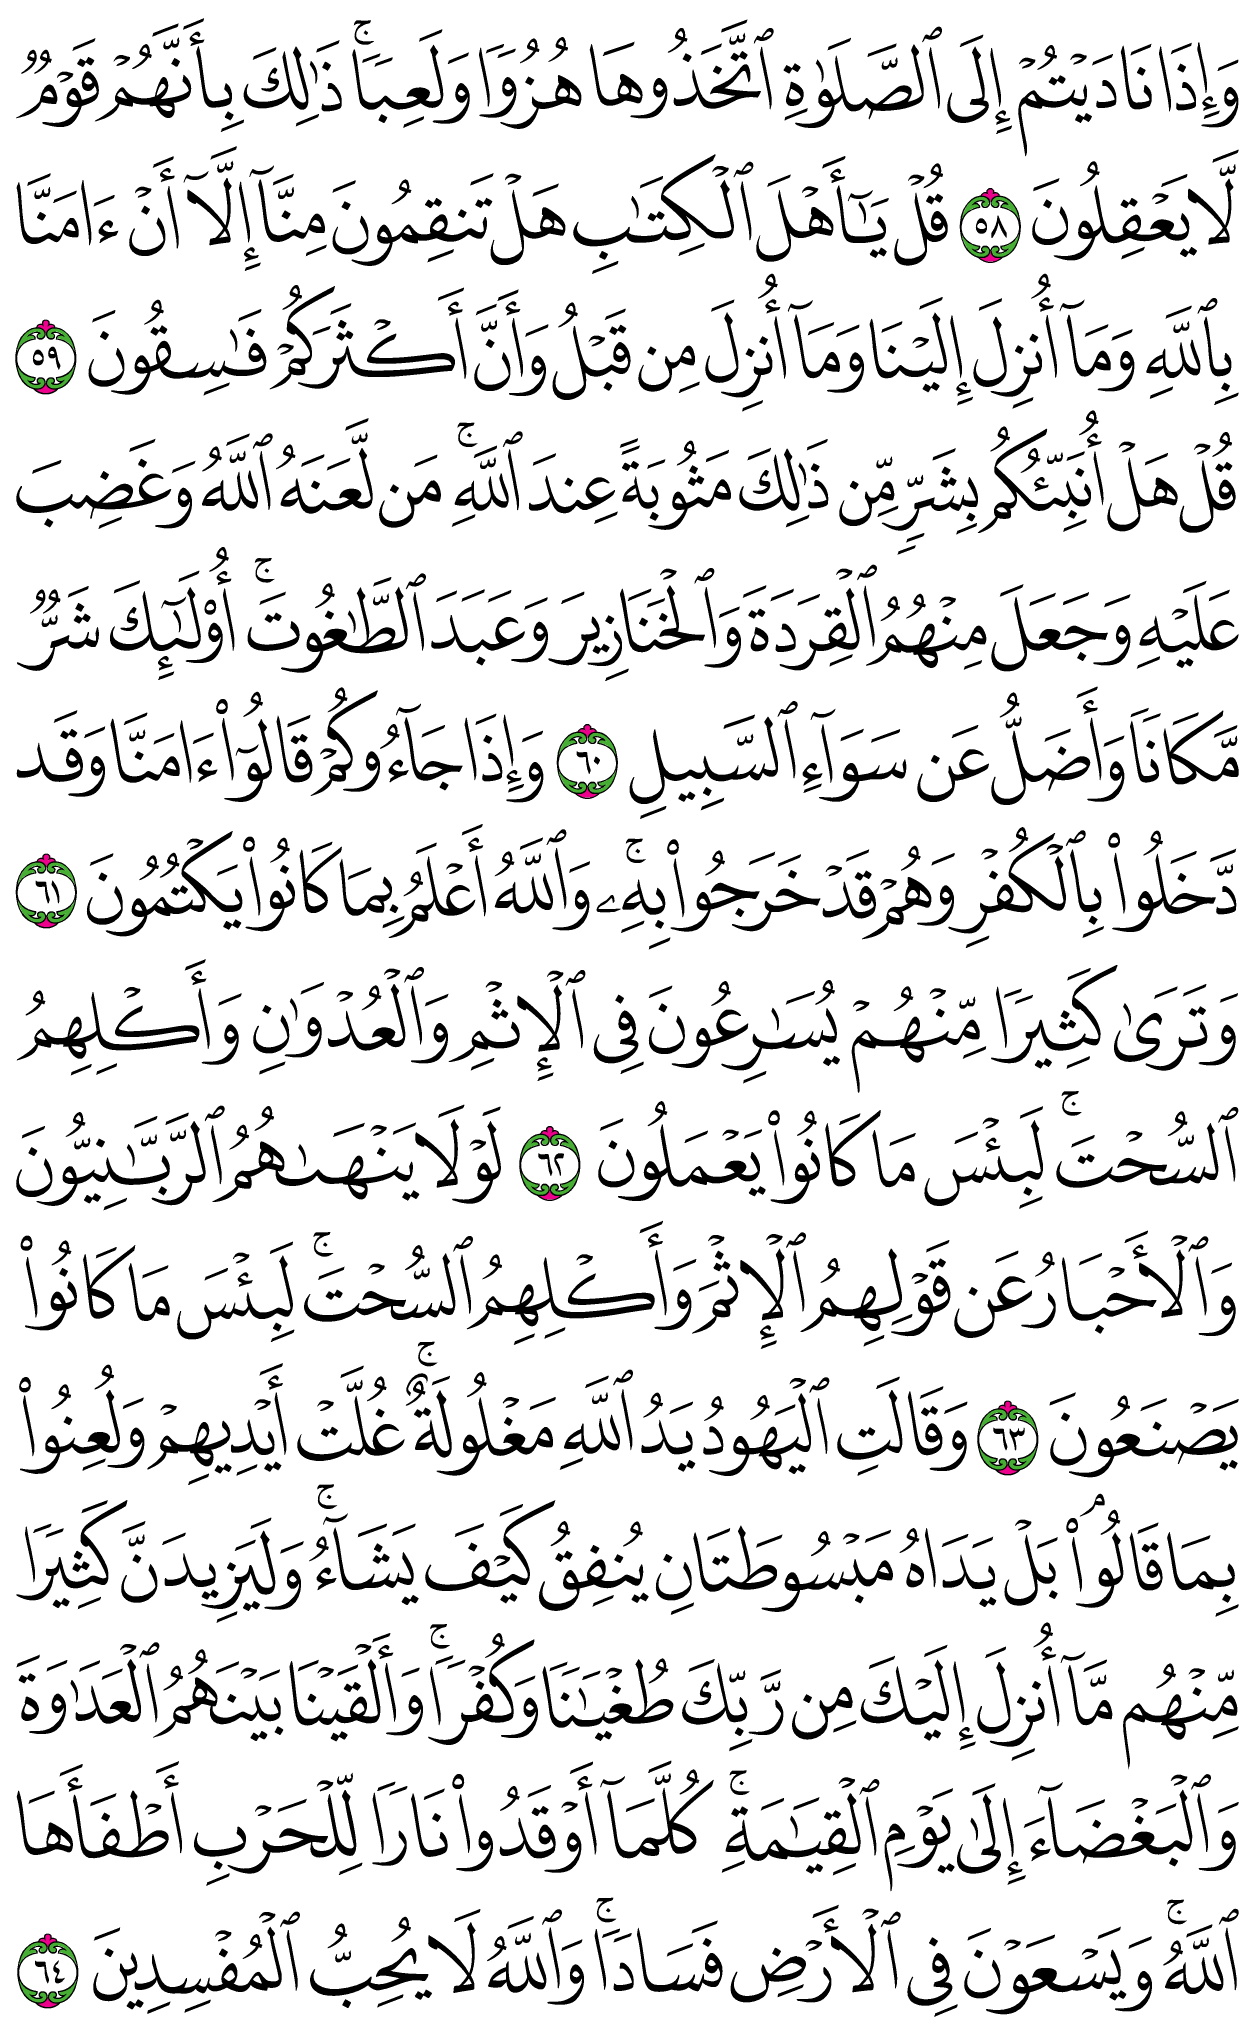 وَإِذَا نَادَيۡتُمۡ إِلَى ٱلصَّلَوٰةِ ٱتَّخَذُوهَا هُزُوٗا وَلَعِبٗاۚ ذَٰلِكَ بِأَنَّهُمۡ قَوۡمٞ
لَّا يَعۡقِلُونَ ٥٨ قُلۡ يَٰٓأَهۡلَ ٱلۡكِتَٰبِ هَلۡ تَنقِمُونَ مِنَّآ إِلَّآ أَنۡ ءَامَنَّا
بِٱللَّهِ وَمَآ أُنزِلَ إِلَيۡنَا وَمَآ أُنزِلَ مِن قَبۡلُ وَأَنَّ أَكۡثَرَكُمۡ فَٰسِقُونَ ٥٩
قُلۡ هَلۡ أُنَبِّئُكُم بِشَرّٖ مِّن ذَٰلِكَ مَثُوبَةً عِندَ ٱللَّهِۚ مَن لَّعَنَهُ ٱللَّهُ وَغَضِبَ
عَلَيۡهِ وَجَعَلَ مِنۡهُمُ ٱلۡقِرَدَةَ وَٱلۡخَنَازِيرَ وَعَبَدَ ٱلطَّٰغُوتَۚ أُوْلَٰٓئِكَ شَرّٞ
مَّكَانٗا وَأَضَلُّ عَن سَوَآءِ ٱلسَّبِيلِ ٦٠ وَإِذَا جَآءُوكُمۡ قَالُوٓاْ ءَامَنَّا وَقَد
دَّخَلُواْ بِٱلۡكُفۡرِ وَهُمۡ قَدۡ خَرَجُواْ بِهِۦۚ وَٱللَّهُ أَعۡلَمُ بِمَا كَانُواْ يَكۡتُمُونَ ٦١
وَتَرَىٰ كَثِيرٗا مِّنۡهُمۡ يُسَٰرِعُونَ فِي ٱلۡإِثۡمِ وَٱلۡعُدۡوَٰنِ وَأَكۡلِهِمُ
ٱلسُّحۡتَۚ لَبِئۡسَ مَا كَانُواْ يَعۡمَلُونَ ٦٢ لَوۡلَا يَنۡهَىٰهُمُ ٱلرَّبَّٰنِيُّونَ
وَٱلۡأَحۡبَارُ عَن قَوۡلِهِمُ ٱلۡإِثۡمَ وَأَكۡلِهِمُ ٱلسُّحۡتَۚ لَبِئۡسَ مَا كَانُواْ
يَصۡنَعُونَ ٦٣ وَقَالَتِ ٱلۡيَهُودُ يَدُ ٱللَّهِ مَغۡلُولَةٌۚ غُلَّتۡ أَيۡدِيهِمۡ وَلُعِنُواْ
بِمَا قَالُواْۘ بَلۡ يَدَاهُ مَبۡسُوطَتَانِ يُنفِقُ كَيۡفَ يَشَآءُۚ وَلَيَزِيدَنَّ كَثِيرٗا
مِّنۡهُم مَّآ أُنزِلَ إِلَيۡكَ مِن رَّبِّكَ طُغۡيَٰنٗا وَكُفۡرٗاۚ وَأَلۡقَيۡنَا بَيۡنَهُمُ ٱلۡعَدَٰوَةَ
وَٱلۡبَغۡضَآءَ إِلَىٰ يَوۡمِ ٱلۡقِيَٰمَةِۚ كُلَّمَآ أَوۡقَدُواْ نَارٗا لِّلۡحَرۡبِ أَطۡفَأَهَا
ٱللَّهُۚ وَيَسۡعَوۡنَ فِي ٱلۡأَرۡضِ فَسَادٗاۚ وَٱللَّهُ لَا يُحِبُّ ٱلۡمُفۡسِدِينَ ٦٤